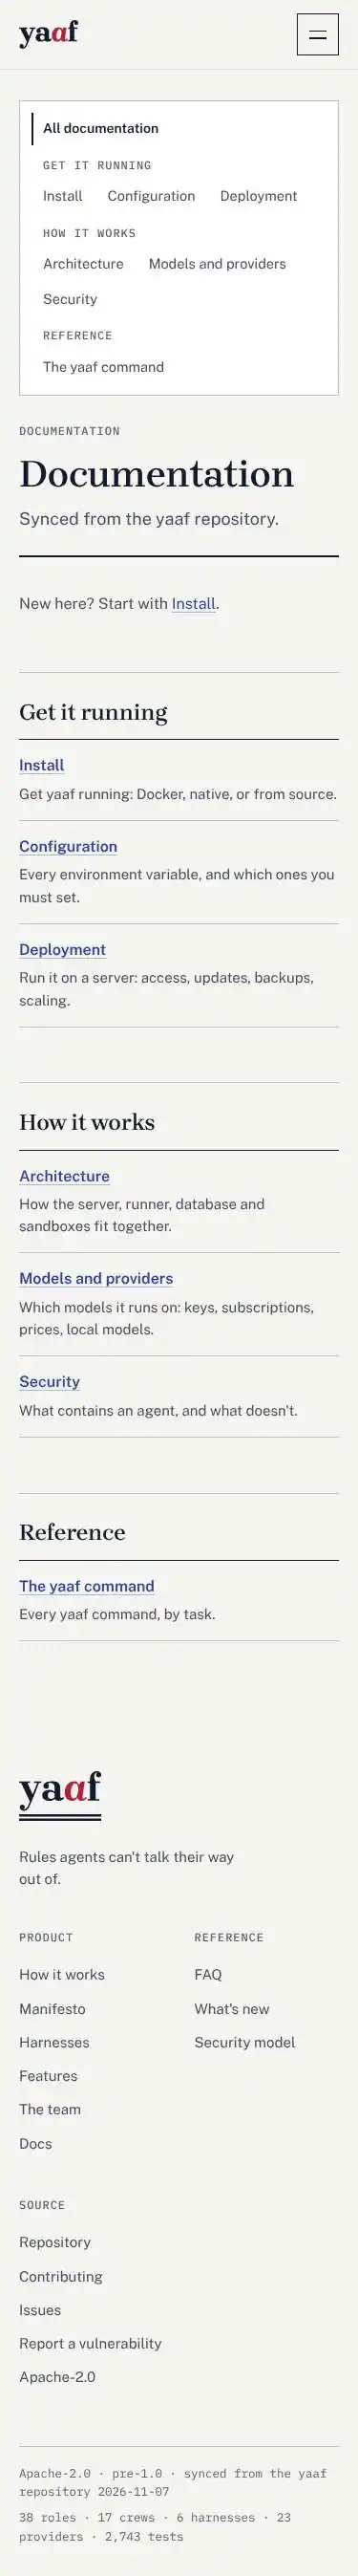 yaaf
All documentation
GET IT RUNNING
Install Configuration Deployment
HOW IT WORKS
Architecture Models and providers
Security
REFERENCE
The yaaf command
DOCUMENTATION
Documentation
Synced from the yaaf repository.
New here? Start with Install.
Get it running
Install
Get yaaf running: Docker, native, or from source.
Configuration
Every environment variable, and which ones you
must set.
Deployment
Run it on a server: access, updates, backups,
scaling.
How it works
Architecture
How the server, runner, database and
sandboxes fit together.
Models and providers
Which models it runs on: keys, subscriptions,
prices, local models.
Security
What contains an agent, and what doesn't.
Reference
The yaaf command
Every yaaf command, by task.
yaaf
Rules agents can't talk their way
out of.
PRODUCT
How it works
Manifesto
Harnesses
Features
The team
Docs
REFERENCE
FAQ
What's new
Security model
SOURCE
Repository
Contributing
Issues
Report a vulnerability
Apache-2.0
Apache-2.0 · pre-1.0 · synced from the yaaf
repository 2026-11-07
38 roles · 17 crews · 6 harnesses · 23
providers · 2,743 tests